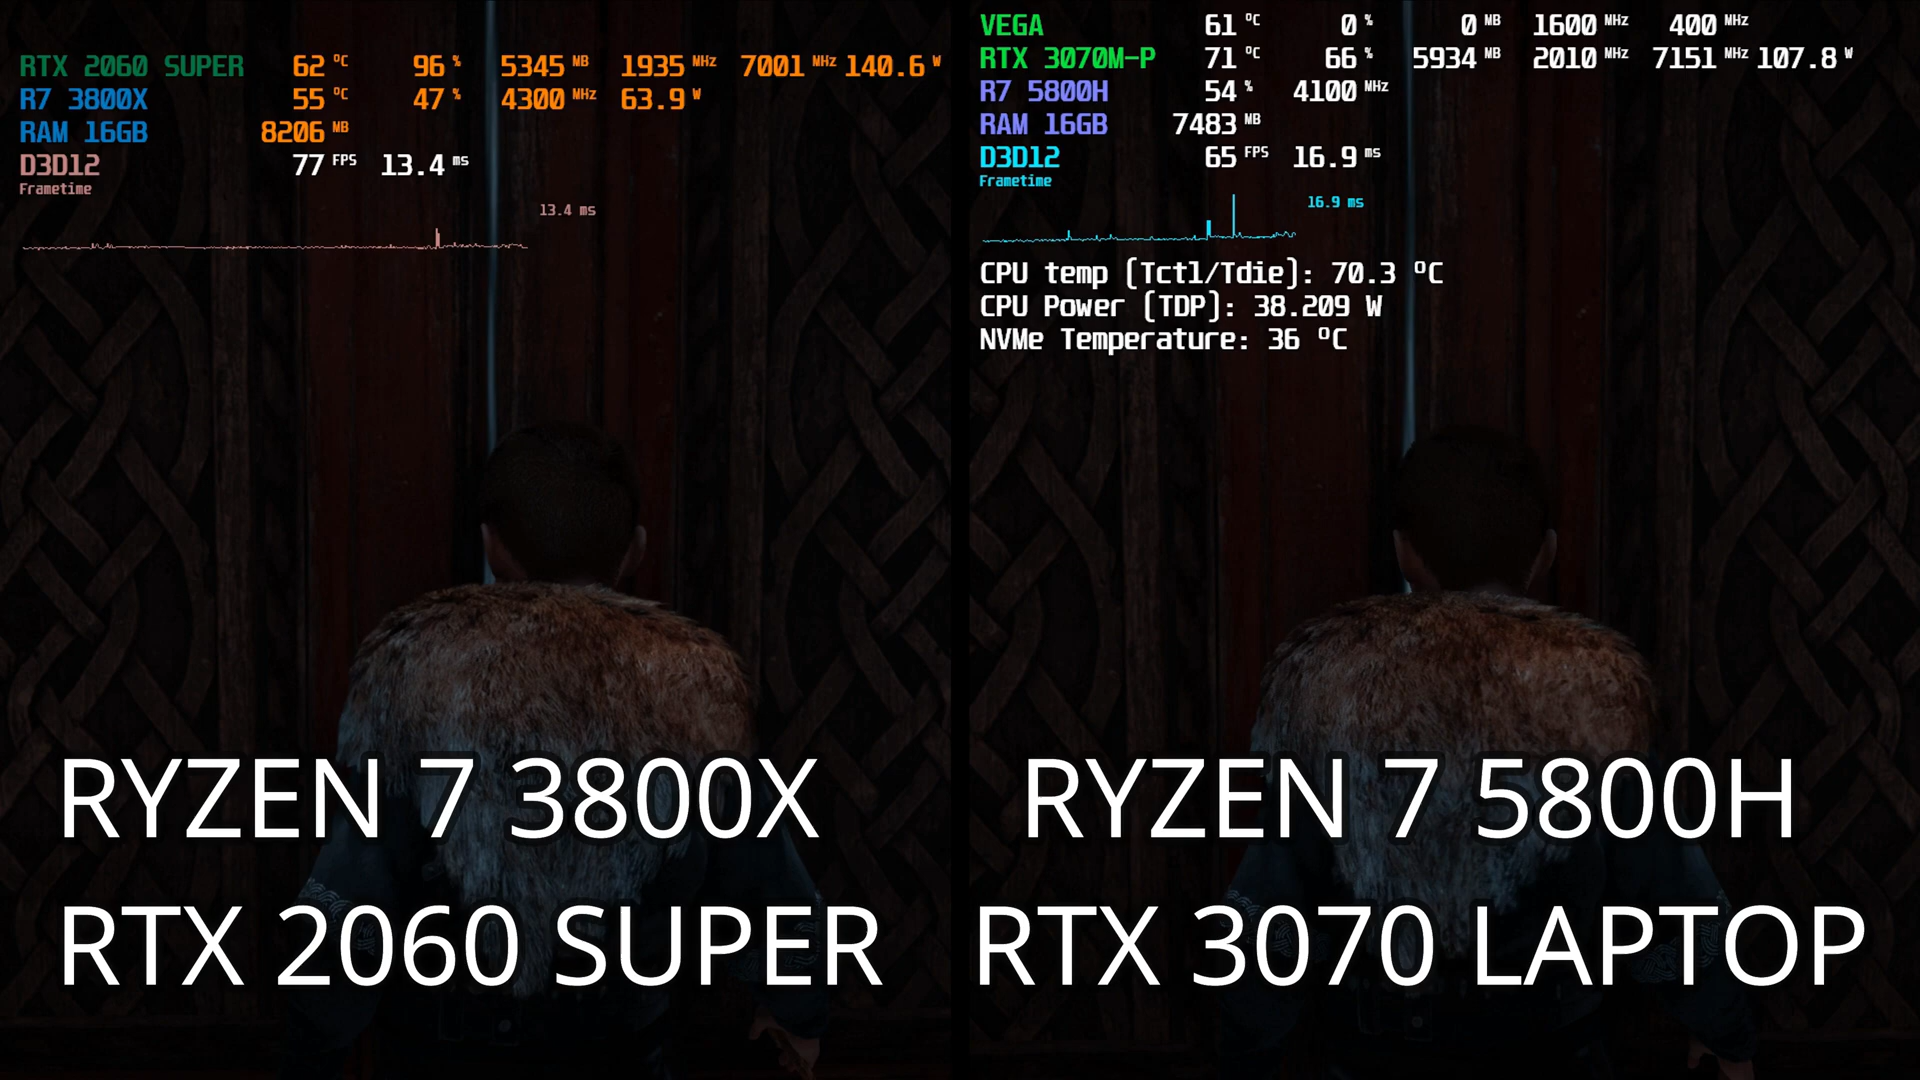 RTX 2060 SUPER 62 °C 96 % 5345 MB 1935 MHz 7001 MHz 140.6 W
R7 3800X 55 °C 47 % 4300 MHz 63.9 W
RAM 16GB 8206 MB
D3D12 77 FPS 13.4 ms
Frametime
13.4 ms
RYZEN 7 3800X
RTX 2060 SUPER
VEGA 61 °C 0 % 0 MB 1600 MHz 400 MHz
RTX 3070M-P 71 °C 66 % 5934 MB 2010 MHz 7151 MHz 107.8 W
R7 5800H 54 % 4100 MHz
RAM 16GB 7483 MB
D3D12 65 FPS 16.9 ms
Frametime
16.9 ms
CPU temp (Tctl/Tdie): 70.3 ºC
CPU Power (TDP): 38.209 W
NVMe Temperature: 36 ºC
RYZEN 7 5800H
RTX 3070 LAPTOP